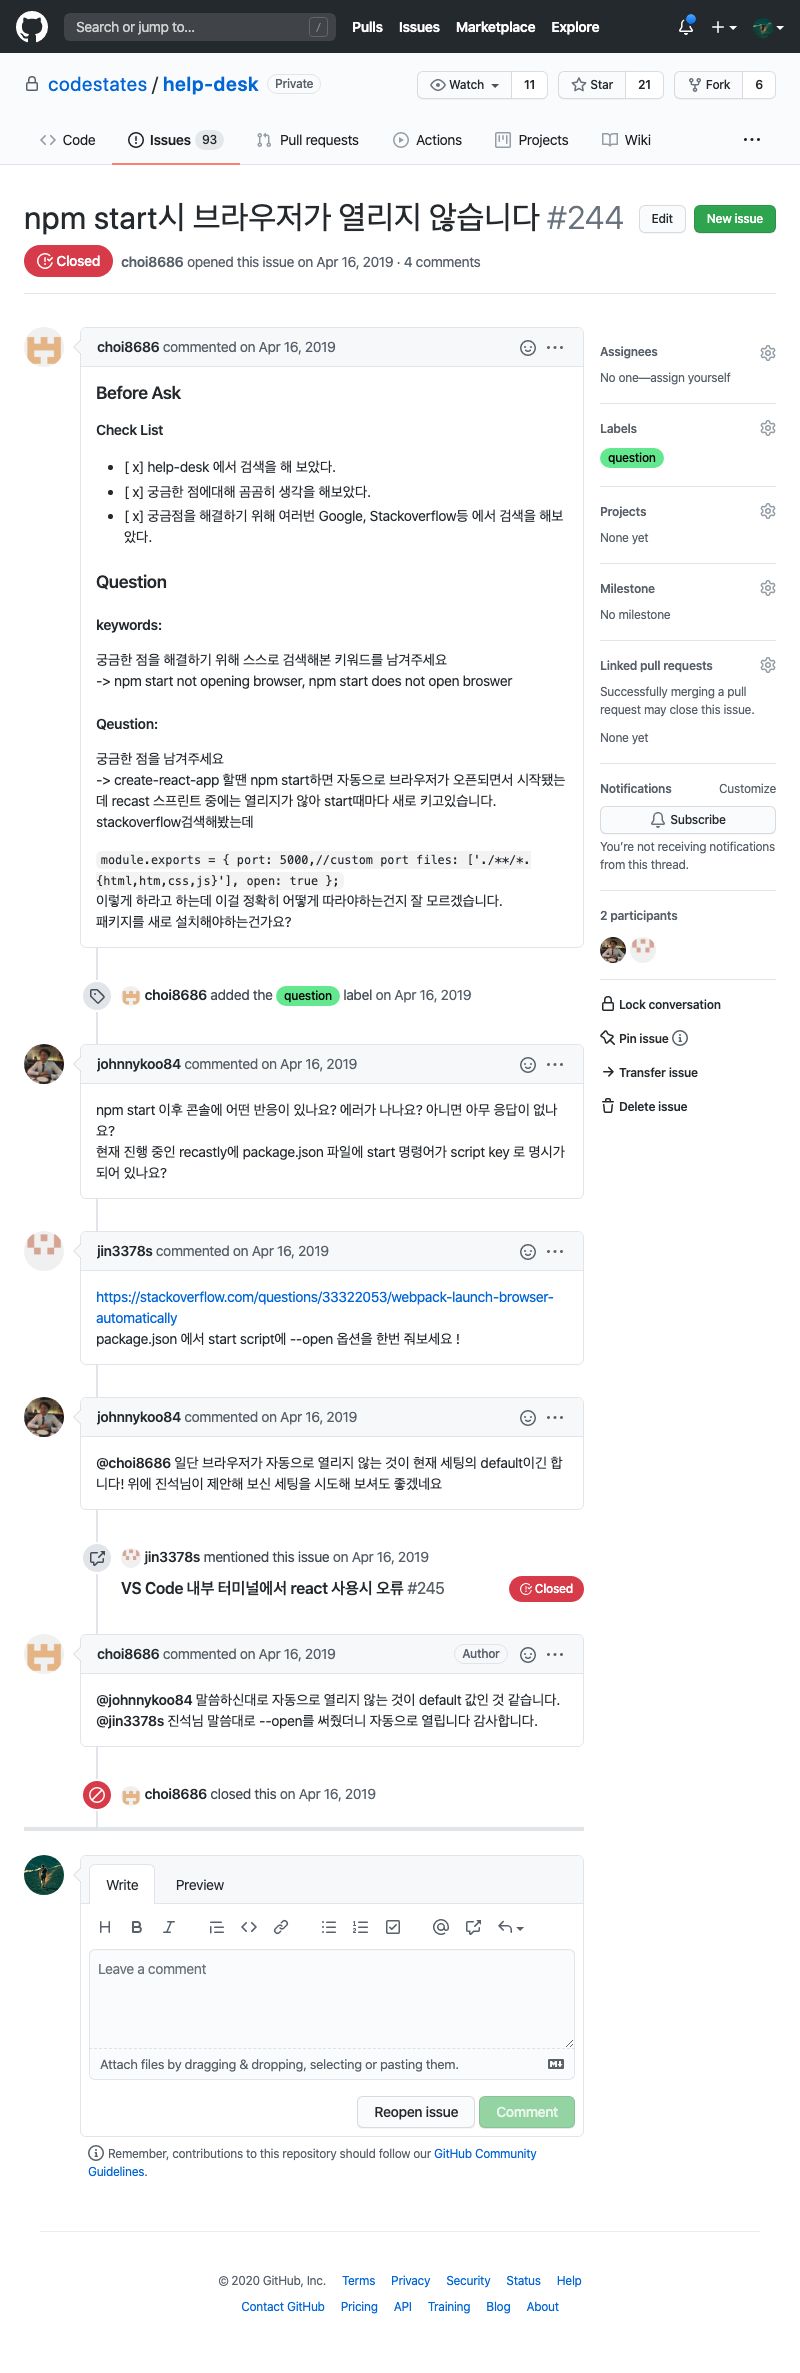 Search or jump to... /
Pulls Issues Marketplace Explore
codestates / help-desk Private
Watch 11 Star 21 Fork 6
Code Issues 93 Pull requests Actions Projects Wiki ...
npm start시 브라우저가 열리지 않습니다 #244
Edit New issue
Closed choi8686 opened this issue on Apr 16, 2019 · 4 comments
choi8686 commented on Apr 16, 2019
Before Ask
Check List
• [ x] help-desk 에서 검색을 해 보았다.
• [ x] 궁금한 점에대해 곰곰히 생각을 해보았다.
• [ x] 궁금점을 해결하기 위해 여러번 Google, Stackoverflow등 에서 검색을 해보
았다.
Question
keywords:
궁금한 점을 해결하기 위해 스스로 검색해본 키워드를 남겨주세요
-> npm start not opening browser, npm start does not open broswer
Qeustion:
궁금한 점을 남겨주세요
-> create-react-app 할땐 npm start하면 자동으로 브라우저가 오픈되면서 시작됐는
데 recast 스프린트 중에는 열리지가 않아 start때마다 새로 키고있습니다.
stackoverflow검색해봤는데
module.exports = { port: 5000,//custom port files: ['./**/*.
{html,htm,css,js}'], open: true };
이렇게 하라고 하는데 이걸 정확히 어떻게 따라야하는건지 잘 모르겠습니다.
패키지를 새로 설치해야하는건가요?
choi8686 added the question label on Apr 16, 2019
johnnykoo84 commented on Apr 16, 2019
npm start 이후 콘솔에 어떤 반응이 있나요? 에러가 나나요? 아니면 아무 응답이 없나
요?
현재 진행 중인 recastly에 package.json 파일에 start 명령어가 script key 로 명시가
되어 있나요?
jin3378s commented on Apr 16, 2019
https://stackoverflow.com/questions/33322053/webpack-launch-browser-
automatically
package.json 에서 start script에 --open 옵션을 한번 줘보세요 !
johnnykoo84 commented on Apr 16, 2019
@choi8686 일단 브라우저가 자동으로 열리지 않는 것이 현재 세팅의 default이긴 합
니다! 위에 진석님이 제안해 보신 세팅을 시도해 보셔도 좋겠네요
jin3378s mentioned this issue on Apr 16, 2019
VS Code 내부 터미널에서 react 사용시 오류 #245
Closed
choi8686 commented on Apr 16, 2019
Author
@johnnykoo84 말씀하신대로 자동으로 열리지 않는 것이 default 값인 것 같습니다.
@jin3378s 진석님 말씀대로 --open를 써줬더니 자동으로 열립니다 감사합니다.
choi8686 closed this on Apr 16, 2019
Write Preview
H B I
Leave a comment
Attach files by dragging & dropping, selecting or pasting them.
Reopen issue Comment
Remember, contributions to this repository should follow our GitHub Community
Guidelines.
Assignees
No one—assign yourself
Labels
question
Projects
None yet
Milestone
No milestone
Linked pull requests
Successfully merging a pull
request may close this issue.
None yet
Notifications Customize
Subscribe
You're not receiving notifications
from this thread.
2 participants
Lock conversation
Pin issue
Transfer issue
Delete issue
© 2020 GitHub, Inc. Terms Privacy Security Status Help
Contact GitHub Pricing API Training Blog About